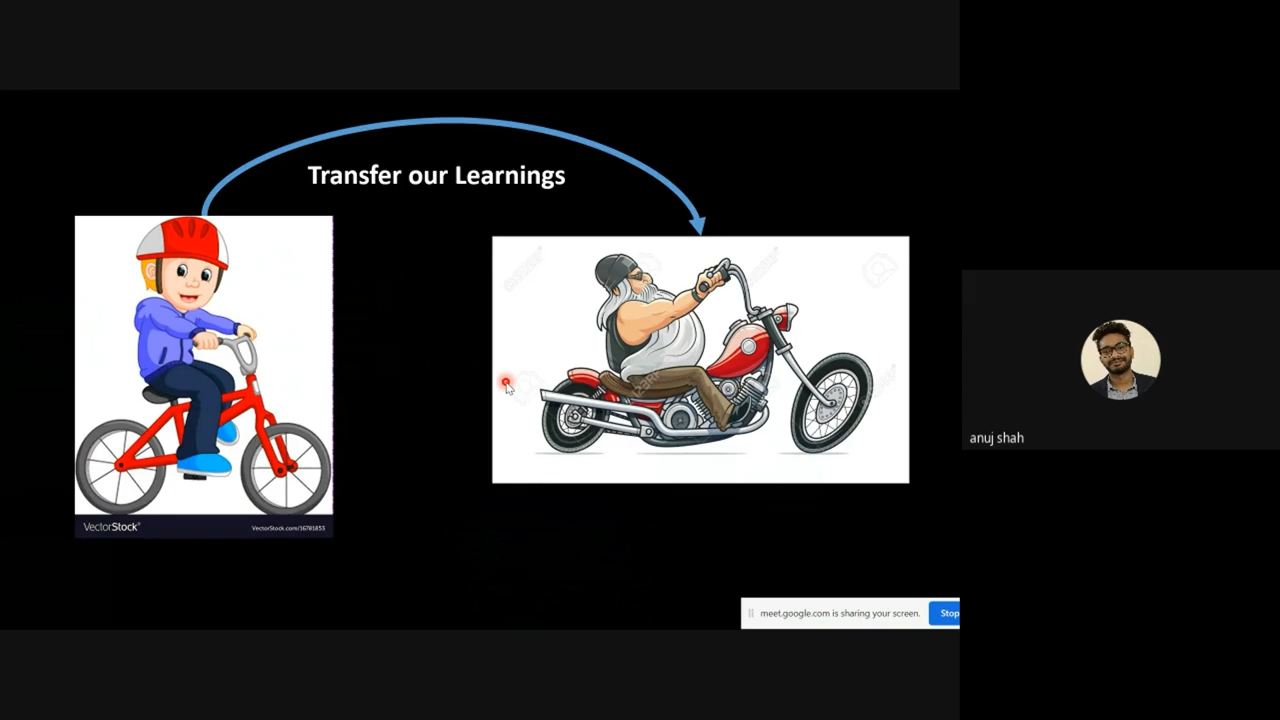 Transfer our Learnings
VectorStock®
VectorStock.com/16781853
anuj shah
meet.google.com is sharing your screen.
Stop